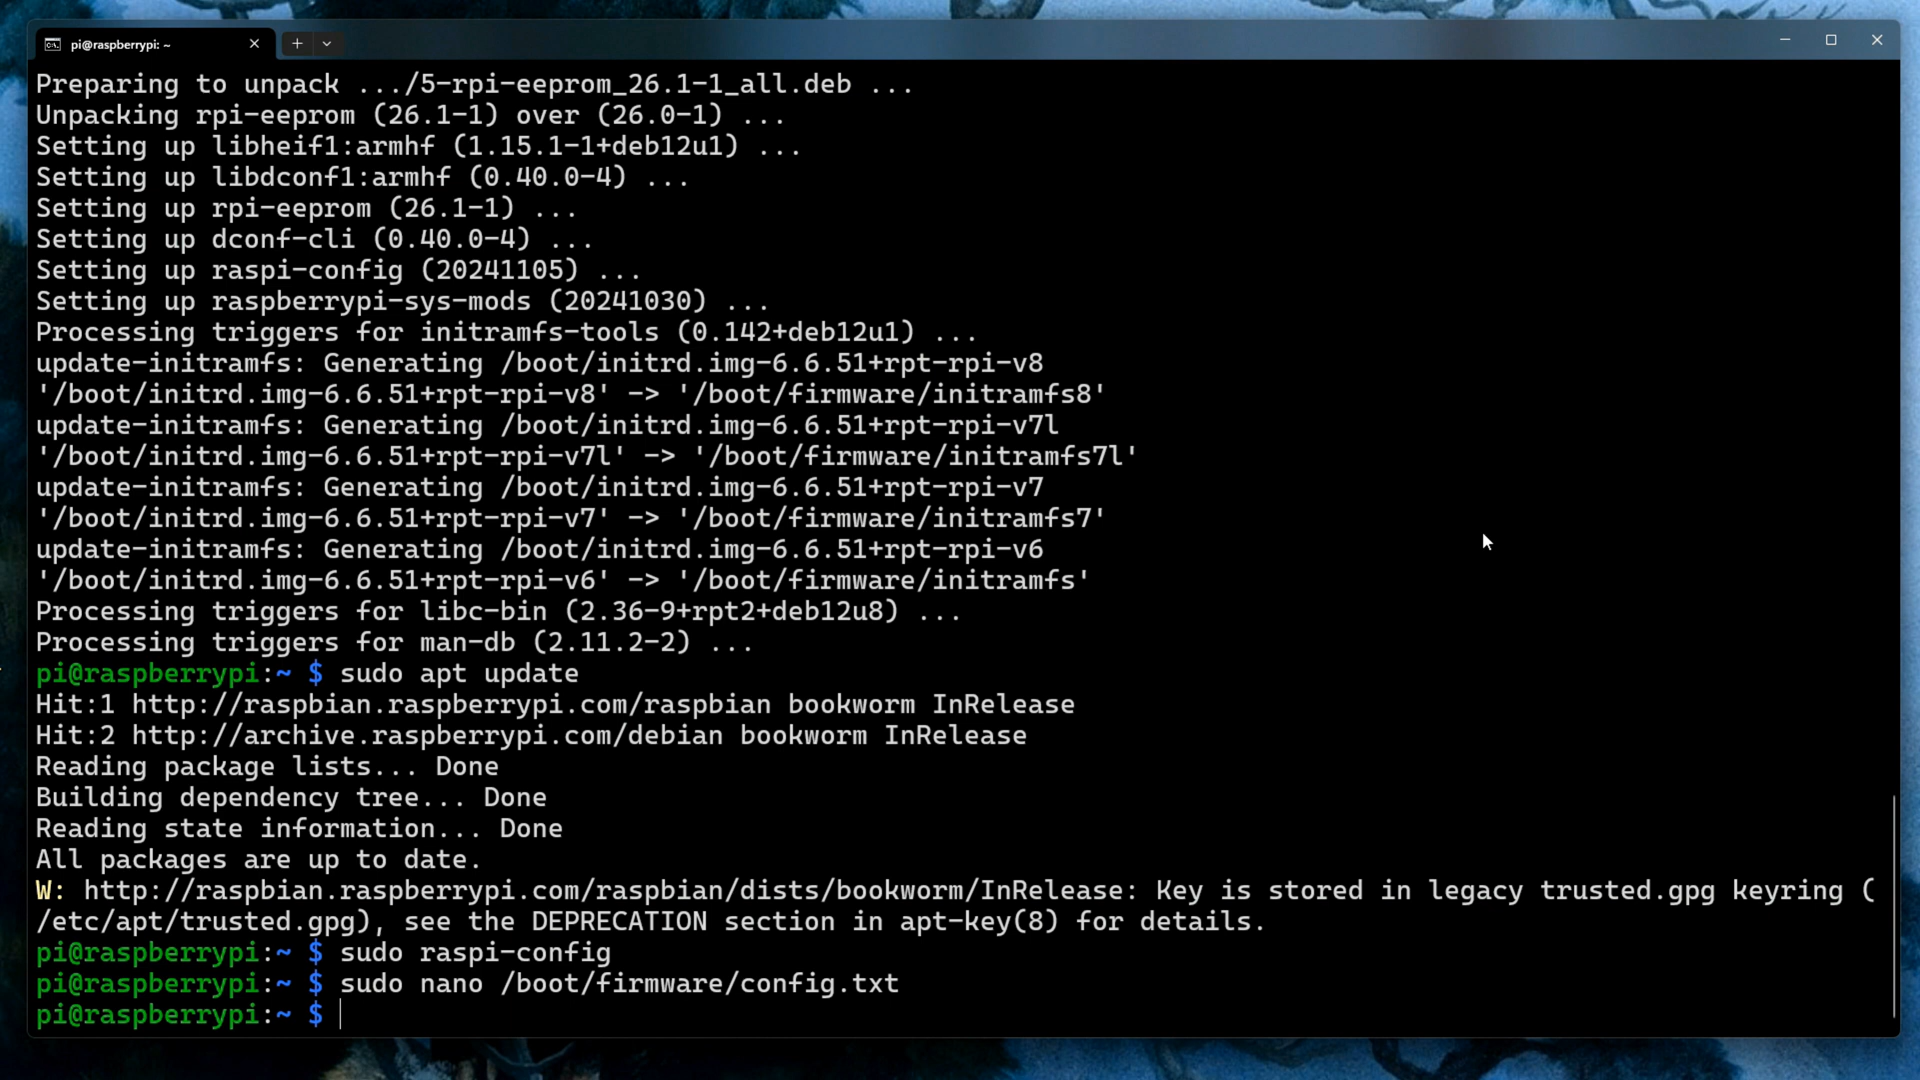 pi@raspberrypi: ~
Preparing to unpack .../5-rpi-eeprom_26.1-1_all.deb ...
Unpacking rpi-eeprom (26.1-1) over (26.0-1) ...
Setting up libheif1:armhf (1.15.1-1+deb12u1) ...
Setting up libdconf1:armhf (0.40.0-4) ...
Setting up rpi-eeprom (26.1-1) ...
Setting up dconf-cli (0.40.0-4) ...
Setting up raspi-config (20241105) ...
Setting up raspberrypi-sys-mods (20241030) ...
Processing triggers for initramfs-tools (0.142+deb12u1) ...
update-initramfs: Generating /boot/initrd.img-6.6.51+rpt-rpi-v8
'/boot/initrd.img-6.6.51+rpt-rpi-v8' -> '/boot/firmware/initramfs8'
update-initramfs: Generating /boot/initrd.img-6.6.51+rpt-rpi-v7l
'/boot/initrd.img-6.6.51+rpt-rpi-v7l' -> '/boot/firmware/initramfs7l'
update-initramfs: Generating /boot/initrd.img-6.6.51+rpt-rpi-v7
'/boot/initrd.img-6.6.51+rpt-rpi-v7' -> '/boot/firmware/initramfs7'
update-initramfs: Generating /boot/initrd.img-6.6.51+rpt-rpi-v6
'/boot/initrd.img-6.6.51+rpt-rpi-v6' -> '/boot/firmware/initramfs'
Processing triggers for libc-bin (2.36-9+rpt2+deb12u8) ...
Processing triggers for man-db (2.11.2-2) ...
pi@raspberrypi:~ $ sudo apt update
Hit:1 http://raspbian.raspberrypi.com/raspbian bookworm InRelease
Hit:2 http://archive.raspberrypi.com/debian bookworm InRelease
Reading package lists... Done
Building dependency tree... Done
Reading state information... Done
All packages are up to date.
W: http://raspbian.raspberrypi.com/raspbian/dists/bookworm/InRelease: Key is stored in legacy trusted.gpg keyring (
/etc/apt/trusted.gpg), see the DEPRECATION section in apt-key(8) for details.
pi@raspberrypi:~ $ sudo raspi-config
pi@raspberrypi:~ $ sudo nano /boot/firmware/config.txt
pi@raspberrypi:~ $